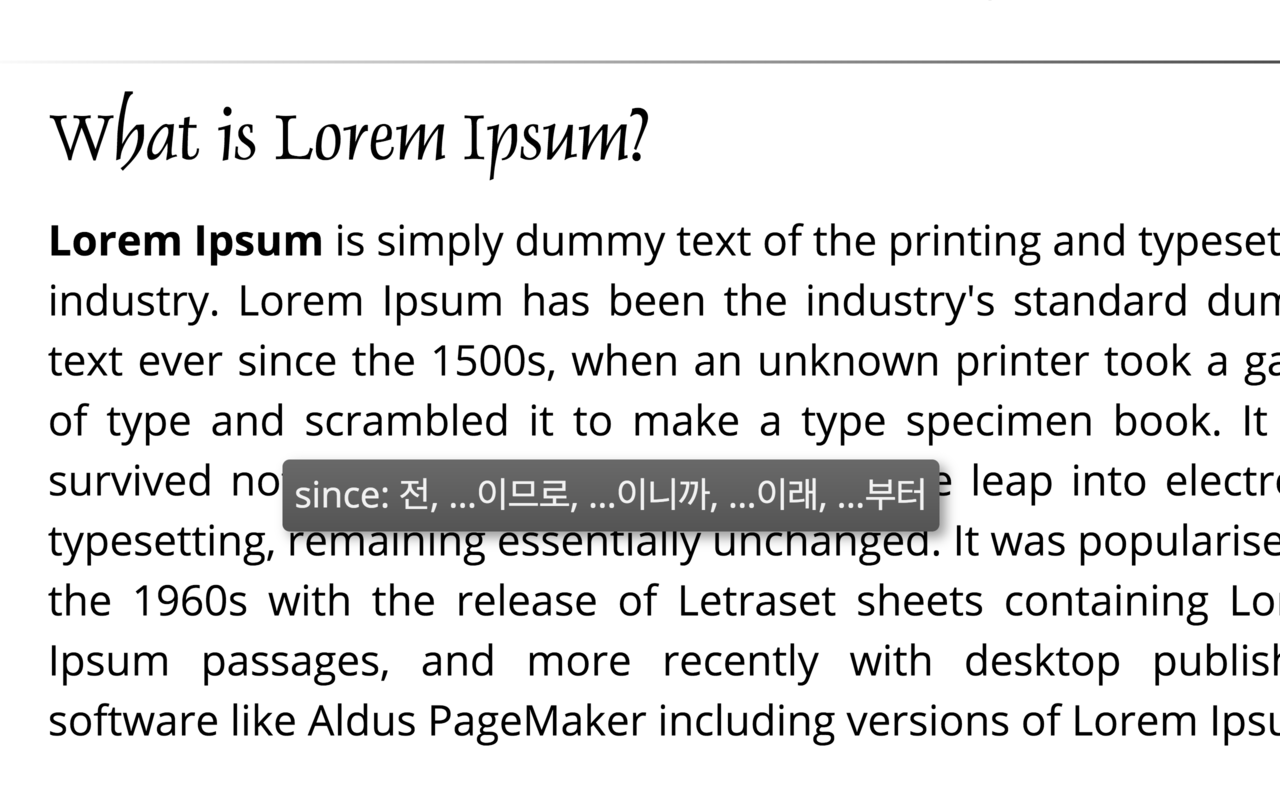 What is Lorem Ipsum?
Lorem Ipsum is simply dummy text of the printing and typeset
industry. Lorem Ipsum has been the industry's standard dum
text ever since the 1500s, when an unknown printer took a ga
of type and scrambled it to make a type specimen book. It
survived no
since: 전, ...이므로, ...이니까, ...이래, ...부터
leap into electro
typesetting, remaining essentially unchanged. It was popularise
the 1960s with the release of Letraset sheets containing Lor
Ipsum passages, and more recently with desktop publish
software like Aldus PageMaker including versions of Lorem Ipsu